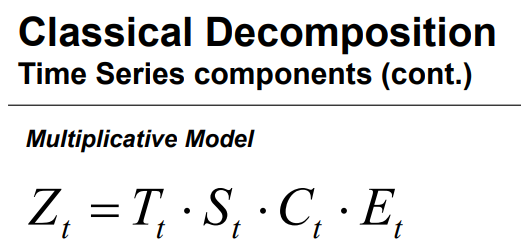 Classical Decomposition
Time Series components (cont.)
Multiplicative Model
Z_t = T_t · S_t · C_t · E_t